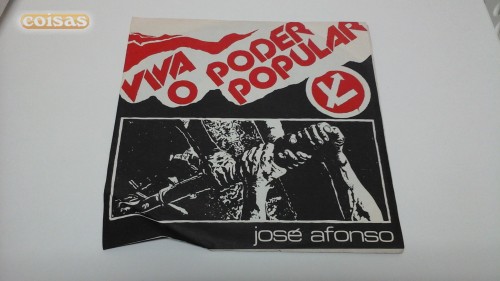 coisas
VIVA
O PODER
POPULAR
josé afonso